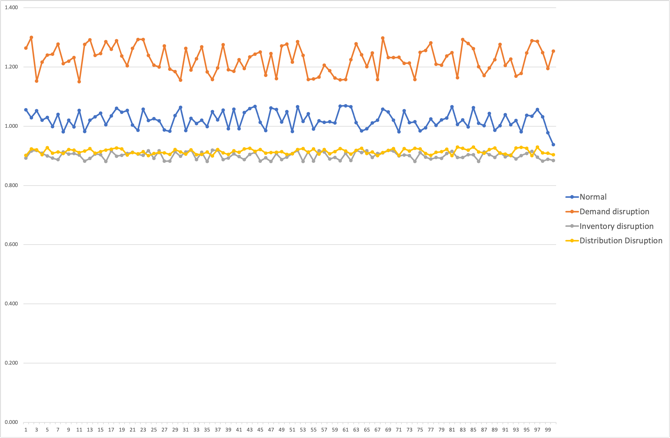 1.400
1.200
1.000
0.800
0.600
0.400
0.200
0.000
1 3 5 7 9 11 13 15 17 19 21 23 25 27 29 31 33 35 37 39 41 43 45 47 49 51 53 55 57 59 61 63 65 67 69 71 73 75 77 79 81 83 85 87 89 91 93 95 97 99
Normal
Demand disruption
Inventory disruption
Distribution Disruption